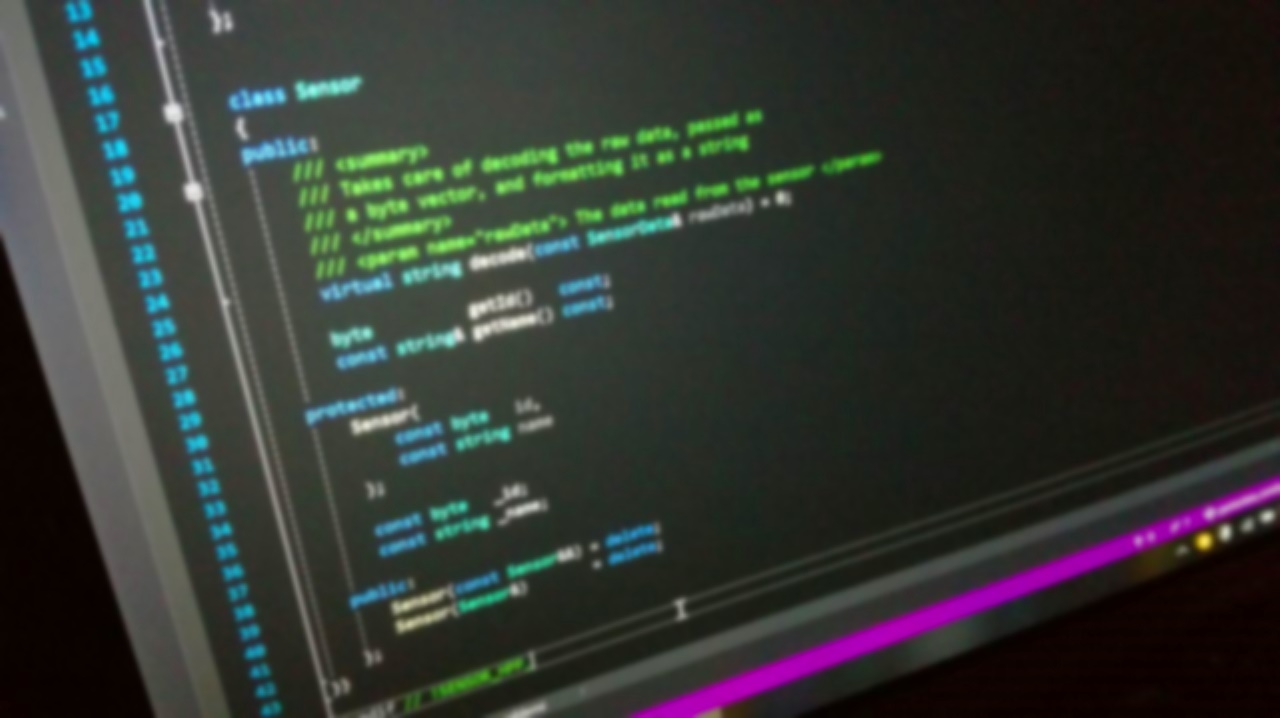 13
};
14
15
16
class Sensor
17
{
18
public:
19
/// <summary>
20
/// Takes care of decoding the raw data, passed as
21
/// a byte vector, and formatting it as a string
22
/// </summary>
23
/// <param name="rawData"> The data read from the sensor </param>
24
virtual string decode(const SensorData& rawData) = 0;
25
26
byte getId() const;
27
const string& getName() const;
28
29
protected:
30
Sensor(
31
const byte id,
32
const string name
33
);
34
35
const byte _id;
36
const string _name;
37
38
public:
39
Sensor(const Sensor&&) = delete;
40
Sensor(Sensor&) = delete;
41
};
42
}}
43
// !SENSOR_HPP